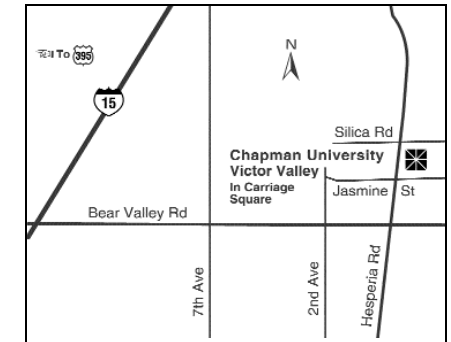 To 395
N
15
Silica Rd
Chapman University
Victor Valley
In Carriage
Square
Jasmine St
Bear Valley Rd
7th Ave
2nd Ave
Hesperia Rd